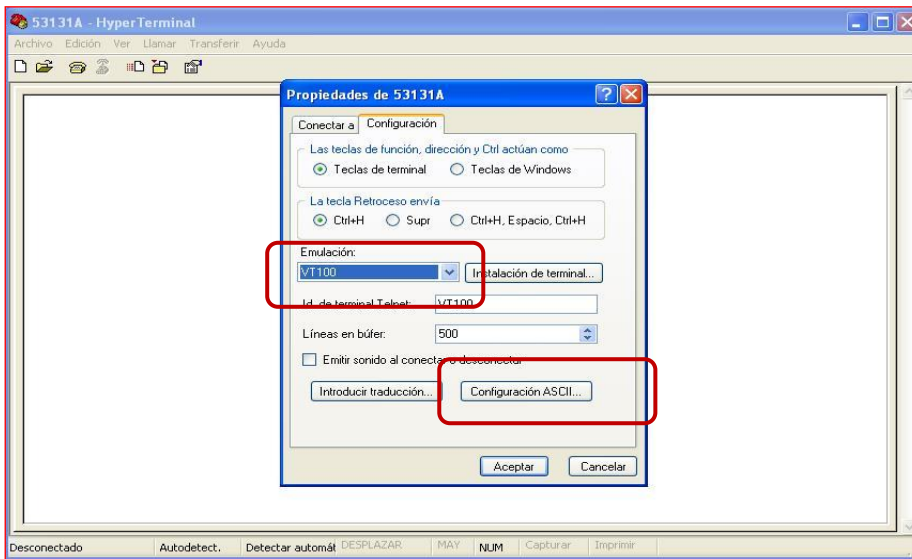 53131A - HyperTerminal
Archivo Edición Ver Llamar Transferir Ayuda
Propiedades de 53131A
Conectar a Configuración
Las teclas de función, dirección y Ctrl actúan como
Teclas de terminal Teclas de Windows
La tecla Retroceso envía
Ctrl+H Supr Ctrl+H, Espacio, Ctrl+H
Emulación:
VT100 Instalación de terminal...
Id. de terminal Telnet: VT100
Líneas en búfer: 500
Emitir sonido al conectar o desconectar
Introducir traducción... Configuración ASCII...
Aceptar Cancelar
Desconectado Autodetect. Detectar automát DESPLAZAR MAY NUM Capturar Imprimir